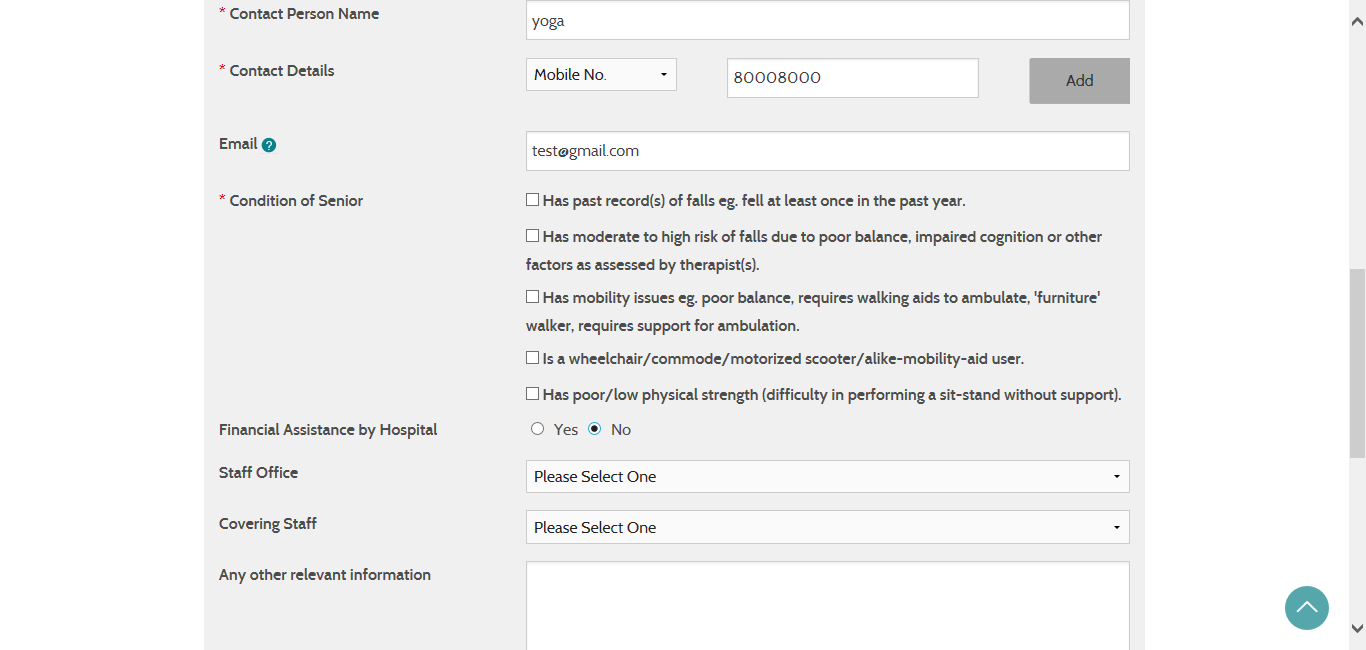 * Contact Person Name
yoga
* Contact Details
Mobile No.
80008000
Add
Email ?
test@gmail.com
* Condition of Senior
Has past record(s) of falls eg. fell at least once in the past year.
Has moderate to high risk of falls due to poor balance, impaired cognition or other
factors as assessed by therapist(s).
Has mobility issues eg. poor balance, requires walking aids to ambulate, 'furniture'
walker, requires support for ambulation.
Is a wheelchair/commode/motorized scooter/alike-mobility-aid user.
Has poor/low physical strength (difficulty in performing a sit-stand without support).
Financial Assistance by Hospital
Yes No
Staff Office
Please Select One
Covering Staff
Please Select One
Any other relevant information